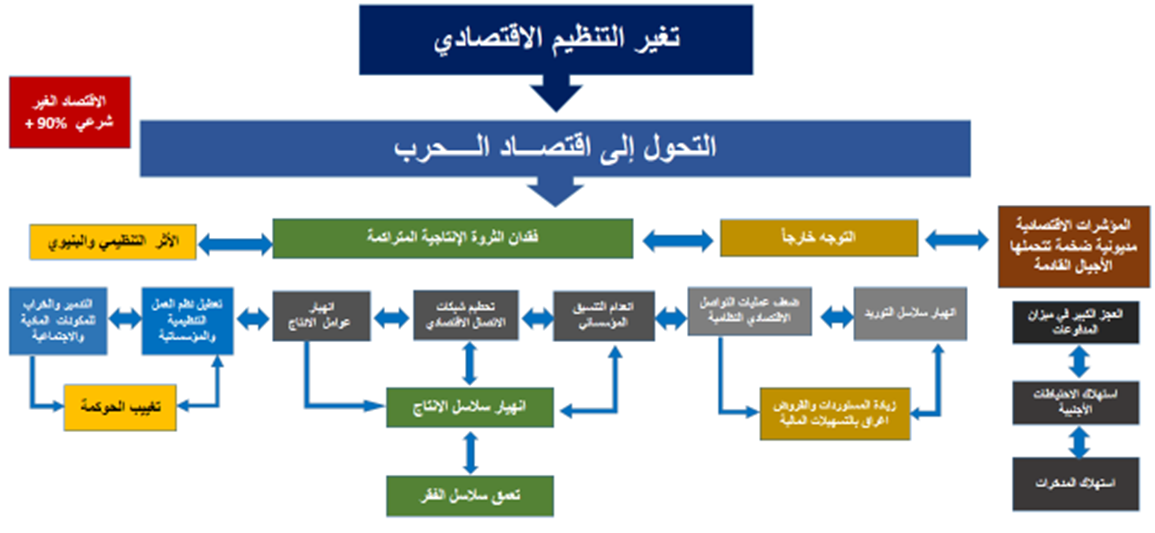 تغير التنظيم الاقتصادي
الاقتصاد الغير
شرعي 90% +
التحول إلى اقتصـــاد الـــــحرب
المؤشرات الاقتصادية
مديونية ضخمة تتحملها
الأجيال القادمة
التوجه خارجاً
فقدان الثروة الإنتاجية المتراكمة
الأثر التنظيمي والبنيوي
العجز الكبير في ميزان
المدفوعات
انهيار سلاسل التوريد
ضعف عمليات التواصل
الاقتصادي النظامية
انعدام التنسيق
المؤسساتي
تحطيم شبكات
الاتصال الاقتصادي
انهيار
عوامل الانتاج
تعطيل نظم العمل
التنظيمية
والمؤسساتية
التدمير والخراب
للمكونات المادية
والاجتماعية
استهلاك الاحتياطات
الأجنبية
زيادة المستوردات والقروض
اغراق بالتسهيلات المالية
انهيار سلاسل الانتاج
تغييب الحوكمة
استهلاك المدخرات
تعمق سلاسل الفقر